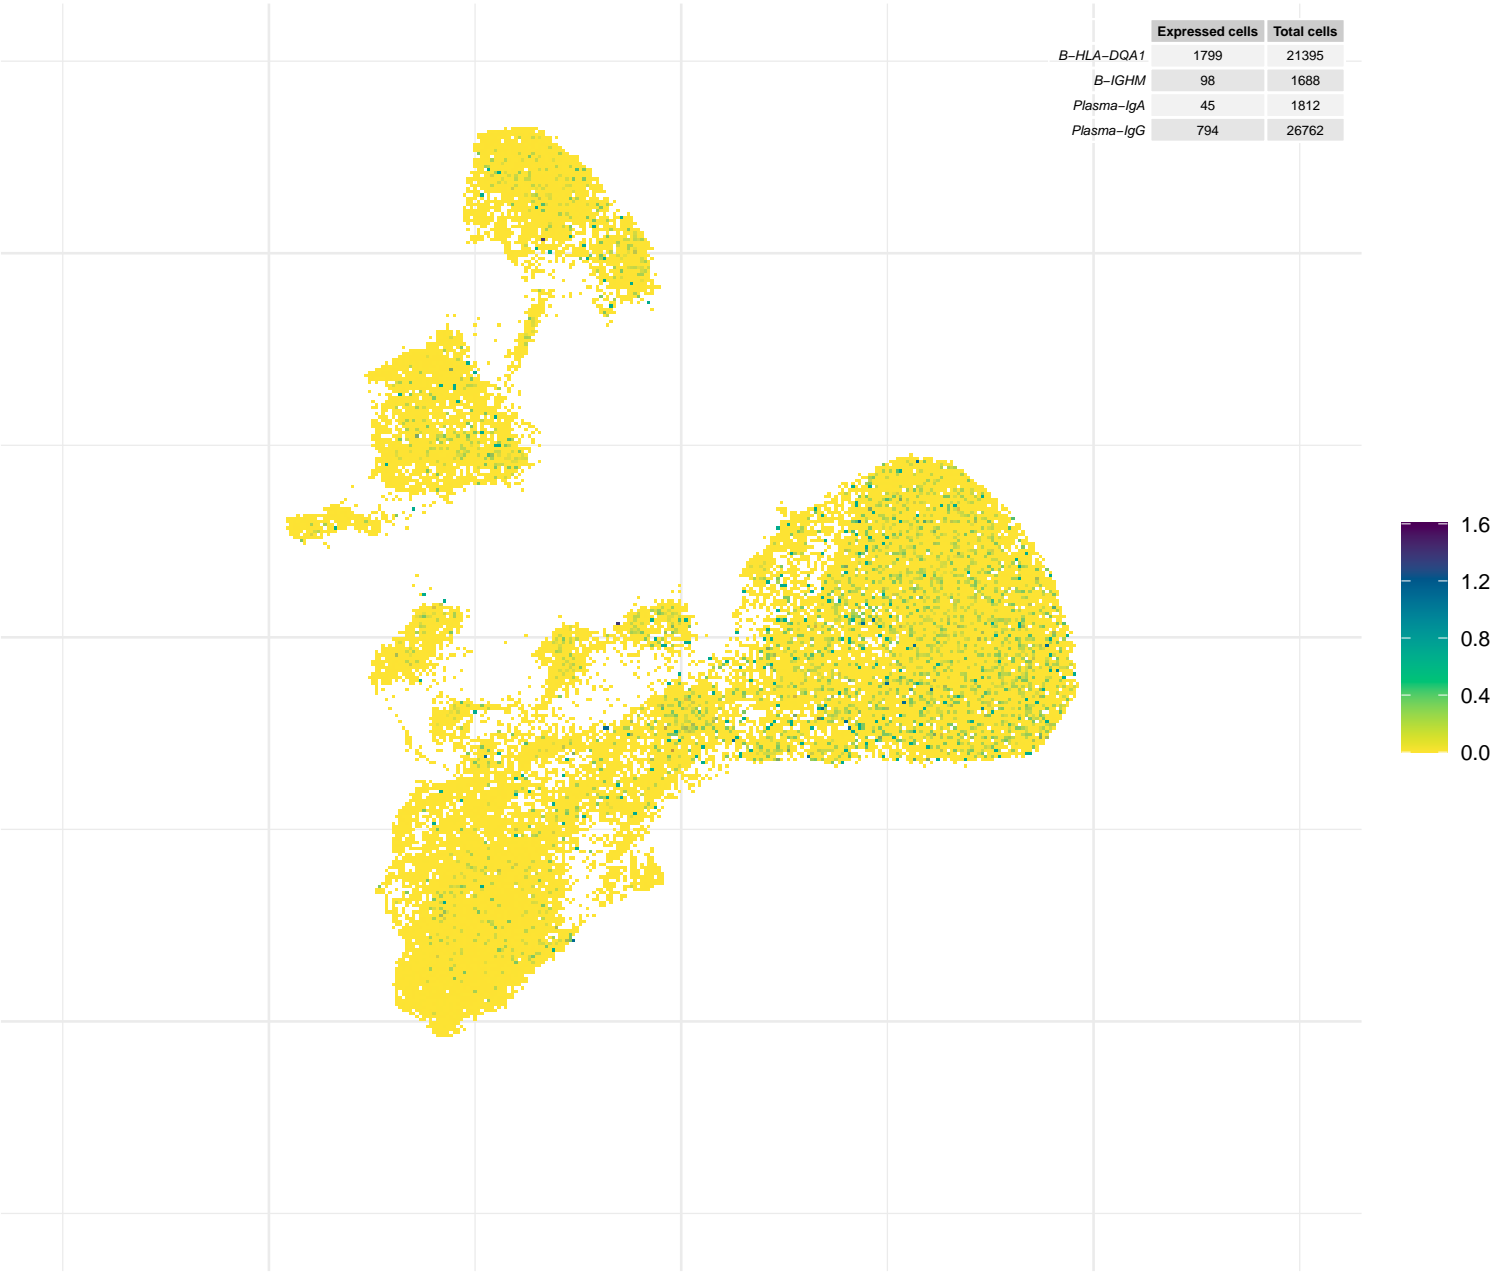 Expressed cells Total cells
B−HLA−DQA1 1799 21395
B−IGHM 98 1688
Plasma−IgA 45 1812
Plasma−IgG 794 26762
1.6
1.2
0.8
0.4
0.0